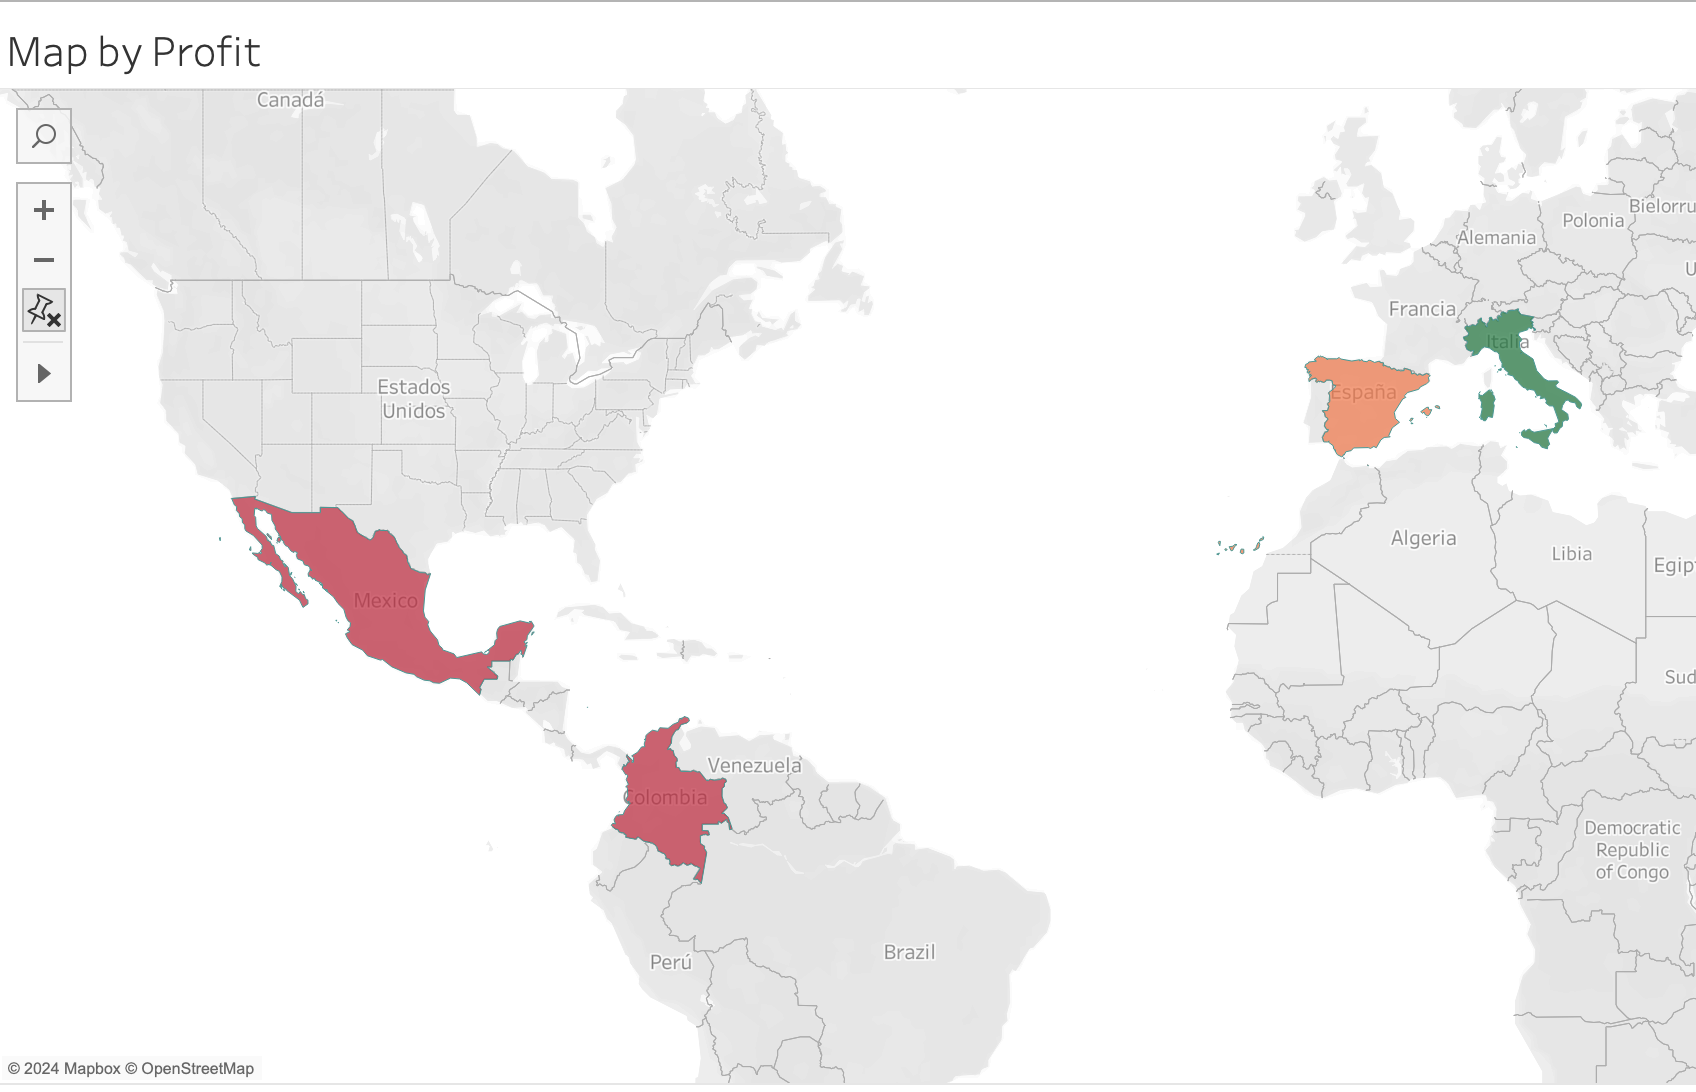 Map by Profit
Canadá
Bielorru
Polonia
Alemania
U
Francia
Italia
Estados
Unidos
España
Algeria
Libia
Egip
Mexico
Sud
Venezuela
Colombia
Democratic
Republic
of Congo
Brazil
Perú
© 2024 Mapbox © OpenStreetMap